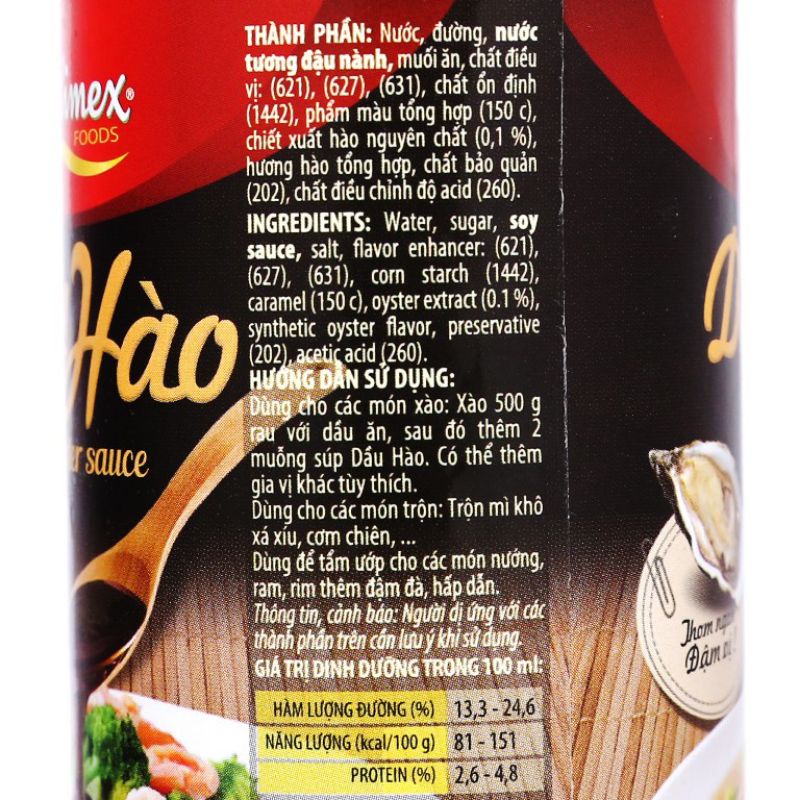 imex®
FOODS
Hào
er sauce
THÀNH PHẦN: Nước, đường, nước
tương đậu nành, muối ăn, chất điều
vị: (621), (627), (631), chất ổn định
(1442), phẩm màu tổng hợp (150 c),
chiết xuất hào nguyên chất (0,1 %),
hương hào tổng hợp, chất bảo quản
(202), chất điều chỉnh độ acid (260).
INGREDIENTS: Water, sugar, soy
sauce, salt, flavor enhancer: (621),
(627), (631), corn starch (1442),
caramel (150 c), oyster extract (0.1 %),
synthetic oyster flavor, preservative
(202), acetic acid (260).
HƯỚNG DẪN SỬ DỤNG:
Dùng cho các món xào: Xào 500 g
rau với dầu ăn, sau đó thêm 2
muỗng súp Dầu Hào. Có thể thêm
gia vị khác tùy thích.
Dùng cho các món trộn: Trộn mì khô
xá xíu, cơm chiên, ...
Dùng để tẩm ướp cho các món nướng,
ram, rim thêm đậm đà, hấp dẫn.
Thông tin, cảnh báo: Người dị ứng với các
thành phần trên cần lưu ý khi sử dụng.
GIÁ TRỊ DINH DƯỠNG TRONG 100 ml:
HÀM LƯỢNG ĐƯỜNG (%) 13,3 - 24,6
NĂNG LƯỢNG (kcal/100 g) 81 - 151
PROTEIN (%) 2,6 - 4,8
D
Thơm
Đậm